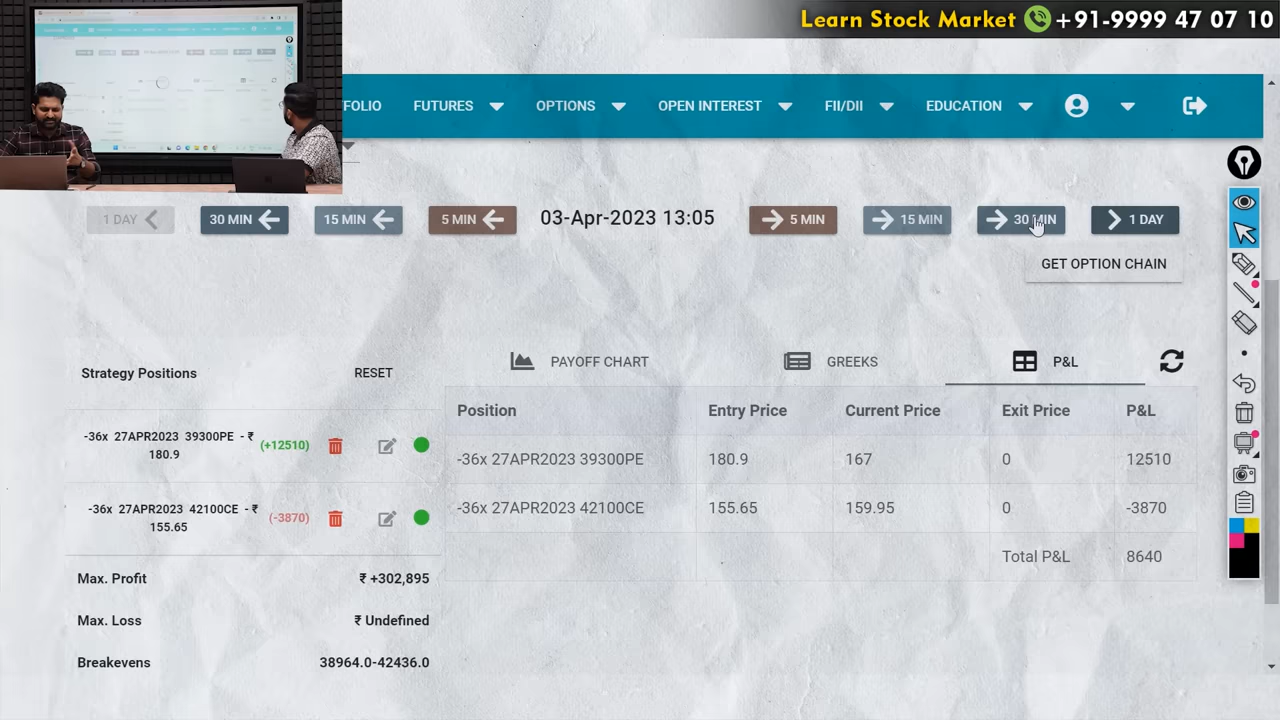 Learn Stock Market +91-9999 47 07 10
FOLIO FUTURES OPTIONS OPEN INTEREST FII/DII EDUCATION
1 DAY 30 MIN 15 MIN 5 MIN 03-Apr-2023 13:05 5 MIN 15 MIN 30 MIN 1 DAY
GET OPTION CHAIN
Strategy Positions RESET
-36x 27APR2023 39300PE - ₹ 180.9 (+12510)
-36x 27APR2023 42100CE - ₹ 155.65 (-3870)
Max. Profit ₹ +302,895
Max. Loss ₹ Undefined
Breakevens 38964.0-42436.0
PAYOFF CHART GREEKS P&L
Position Entry Price Current Price Exit Price P&L
-36x 27APR2023 39300PE 180.9 167 0 12510
-36x 27APR2023 42100CE 155.65 159.95 0 -3870
Total P&L 8640